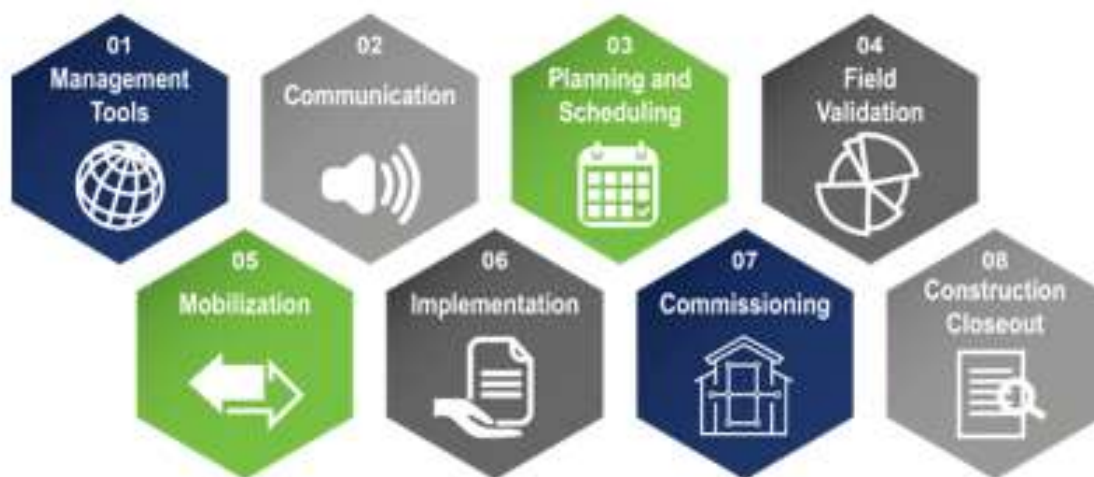 01
Management
Tools
02
Communication
03
Planning and
Scheduling
04
Field
Validation
05
Mobilization
06
Implementation
07
Commissioning
08
Construction
Closeout